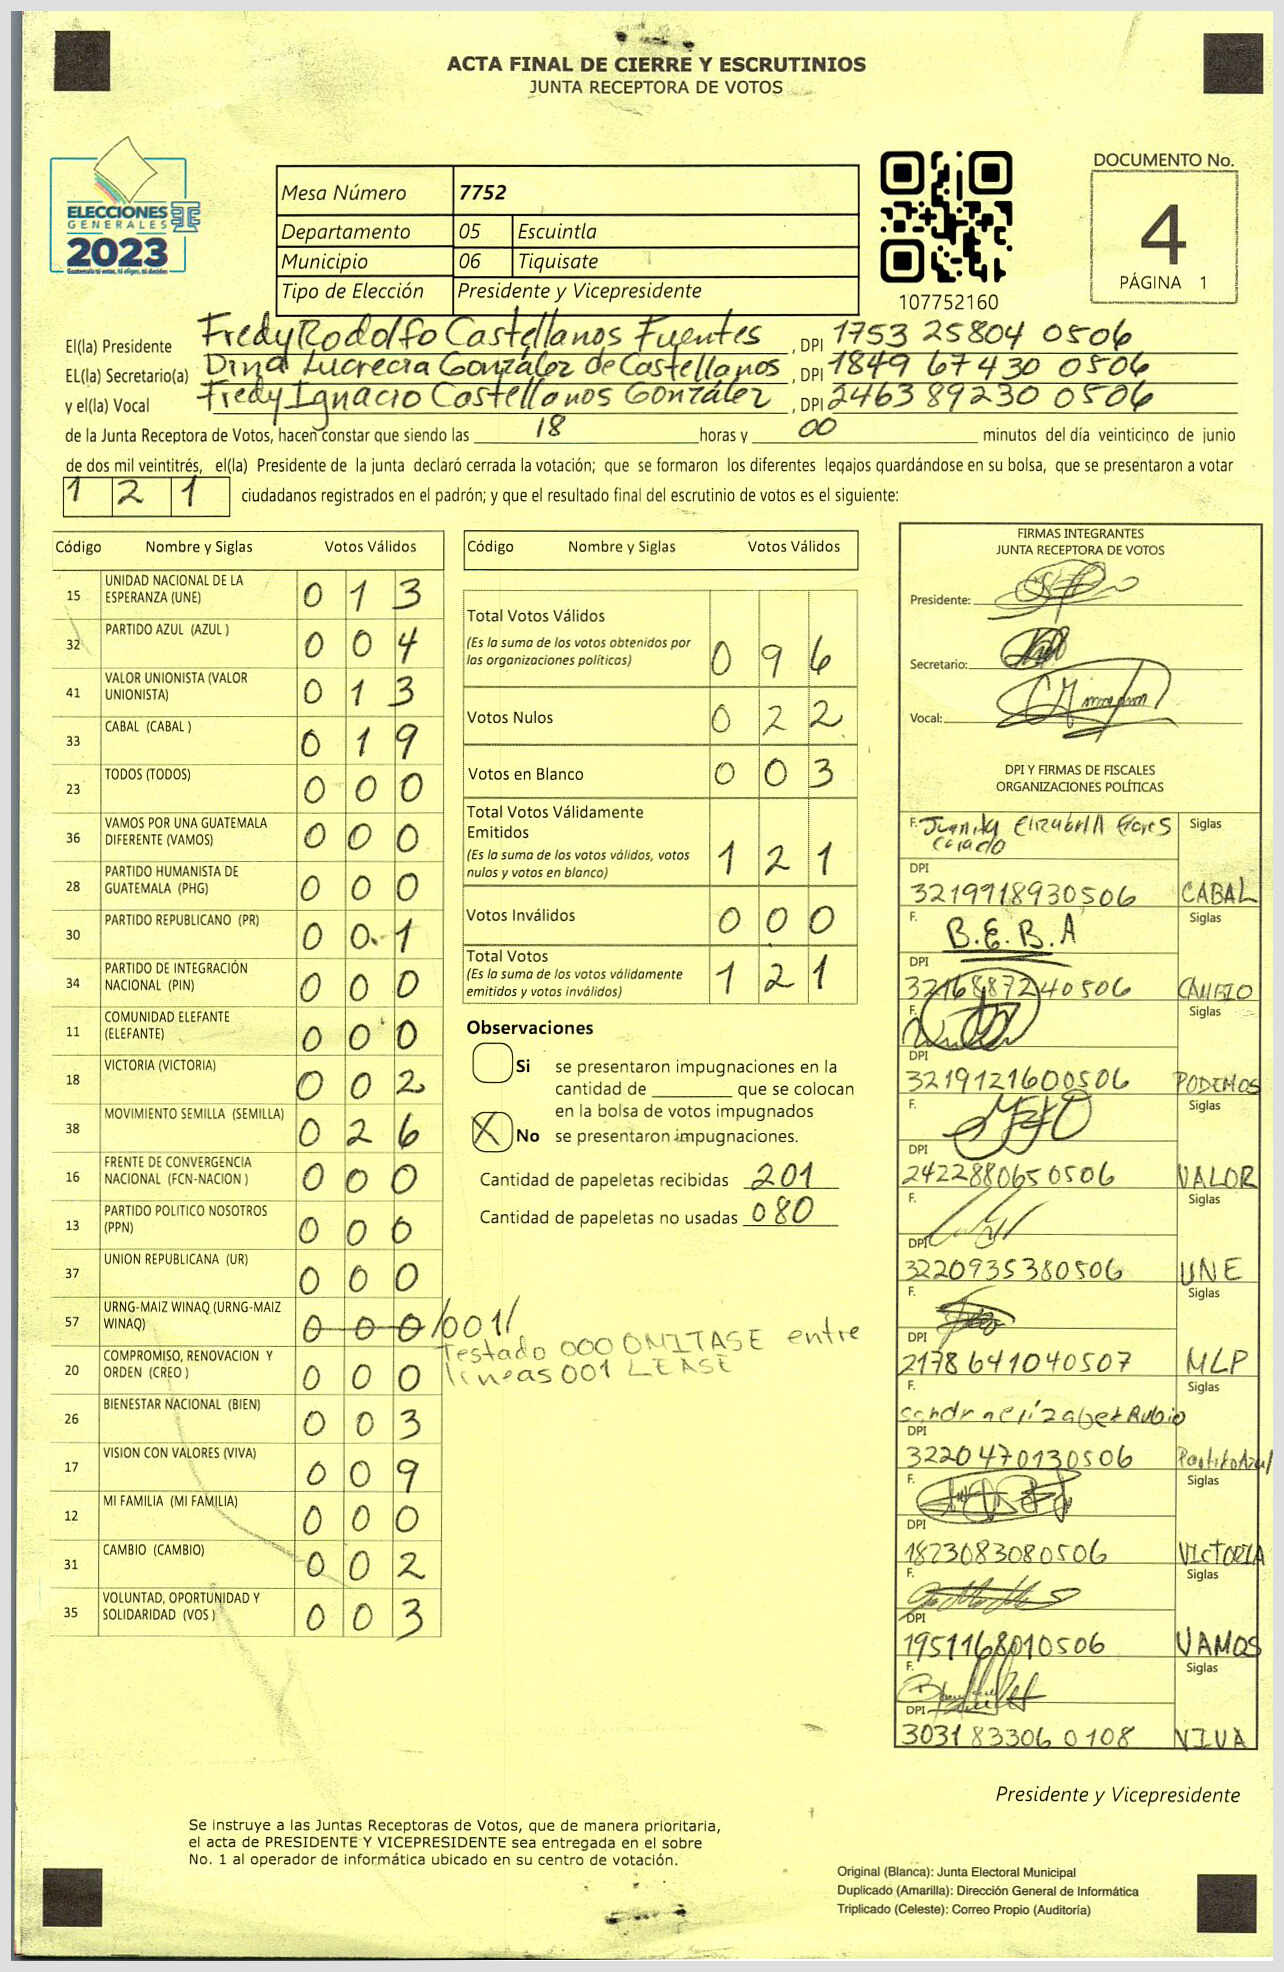 ACTA FINAL DE CIERRE Y ESCRUTINIOS
JUNTA RECEPTORA DE VOTOS
ELECCIONES
GENERALES
2023
Guatemala tú votas, tú eliges, tú decides
Mesa Número 7752
Departamento 05 Escuintla
Municipio 06 Tiquisate
Tipo de Elección Presidente y Vicepresidente
107752160
DOCUMENTO No.
4
PÁGINA 1
El(la) Presidente Fredy Rodolfo Castellanos Fuentes, DPI 1753 25804 0506
EL(la) Secretario(a) Dina Lucrecia González de Castellanos, DPI 1849 67430 0506
y el(la) Vocal Fredy Ignacio Castellanos González, DPI 2463 89230 0506
de la Junta Receptora de Votos, hacen constar que siendo las 18 horas y 00 minutos del día veinticinco de junio
de dos mil veintitrés, el(la) Presidente de la junta declaró cerrada la votación; que se formaron los diferentes legajos quardándose en su bolsa, que se presentaron a votar
1 2 1 ciudadanos registrados en el padrón; y que el resultado final del escrutinio de votos es el siguiente:
Código Nombre y Siglas Votos Válidos
15 UNIDAD NACIONAL DE LA ESPERANZA (UNE) 0 1 3
32 PARTIDO AZUL (AZUL ) 0 0 4
41 VALOR UNIONISTA (VALOR UNIONISTA) 0 1 3
33 CABAL (CABAL ) 0 1 9
23 TODOS (TODOS) 0 0 0
36 VAMOS POR UNA GUATEMALA DIFERENTE (VAMOS) 0 0 0
28 PARTIDO HUMANISTA DE GUATEMALA (PHG) 0 0 0
30 PARTIDO REPUBLICANO (PR) 0 0 1
34 PARTIDO DE INTEGRACIÓN NACIONAL (PIN) 0 0 0
11 COMUNIDAD ELEFANTE (ELEFANTE) 0 0 0
18 VICTORIA (VICTORIA) 0 0 2
38 MOVIMIENTO SEMILLA (SEMILLA) 0 2 6
16 FRENTE DE CONVERGENCIA NACIONAL (FCN-NACION ) 0 0 0
13 PARTIDO POLITICO NOSOTROS (PPN) 0 0 0
37 UNION REPUBLICANA (UR) 0 0 0
57 URNG-MAIZ WINAQ (URNG-MAIZ WINAQ) 0 0 0 /001/
Testado 000 OMITASE entre
lineas 001 LEASE
20 COMPROMISO, RENOVACION Y ORDEN (CREO ) 0 0 0
26 BIENESTAR NACIONAL (BIEN) 0 0 3
17 VISION CON VALORES (VIVA) 0 0 9
12 MI FAMILIA (MI FAMILIA) 0 0 0
31 CAMBIO (CAMBIO) 0 0 2
35 VOLUNTAD, OPORTUNIDAD Y SOLIDARIDAD (VOS ) 0 0 3
Código Nombre y Siglas Votos Válidos
Total Votos Válidos
(Es la suma de los votos obtenidos por
las organizaciones políticas) 0 9 6
Votos Nulos 0 2 2
Votos en Blanco 0 0 3
Total Votos Válidamente
Emitidos
(Es la suma de los votos válidos, votos
nulos y votos en blanco) 1 2 1
Votos Inválidos 0 0 0
Total Votos
(Es la suma de los votos válidamente
emitidos y votos inválidos) 1 2 1
Observaciones
Si se presentaron impugnaciones en la
cantidad de ________ que se colocan
en la bolsa de votos impugnados
X No se presentaron impugnaciones.
Cantidad de papeletas recibidas 201
Cantidad de papeletas no usadas 080
FIRMAS INTEGRANTES
JUNTA RECEPTORA DE VOTOS
Presidente:
Secretario:
Vocal:
DPI Y FIRMAS DE FISCALES
ORGANIZACIONES POLÍTICAS
F. Elizabeth Siglas
DPI
3219918930506 CABAL
F. B.E.B.A Siglas
DPI
3216887240506 CAMBIO
F. Siglas
DPI
3219121600506 PODEMOS
F. Siglas
DPI
2422880650506 VALOR
F. Siglas
DPI
3220935380506 UNE
F. Siglas
DPI
2178641040507 MLP
F. Siglas
sandra elizabet Rubio
DPI
3220470130506 Partido Azul
F. Siglas
DPI
1823083080506 VICTORIA
F. Siglas
DPI
1951168010506 VAMOS
F. Siglas
DPI
3031833060108 VIVA
Presidente y Vicepresidente
Se instruye a las Juntas Receptoras de Votos, que de manera prioritaria,
el acta de PRESIDENTE Y VICEPRESIDENTE sea entregada en el sobre
No. 1 al operador de informática ubicado en su centro de votación.
Original (Blanca): Junta Electoral Municipal
Duplicado (Amarilla): Dirección General de Informática
Triplicado (Celeste): Correo Propio (Auditoría)